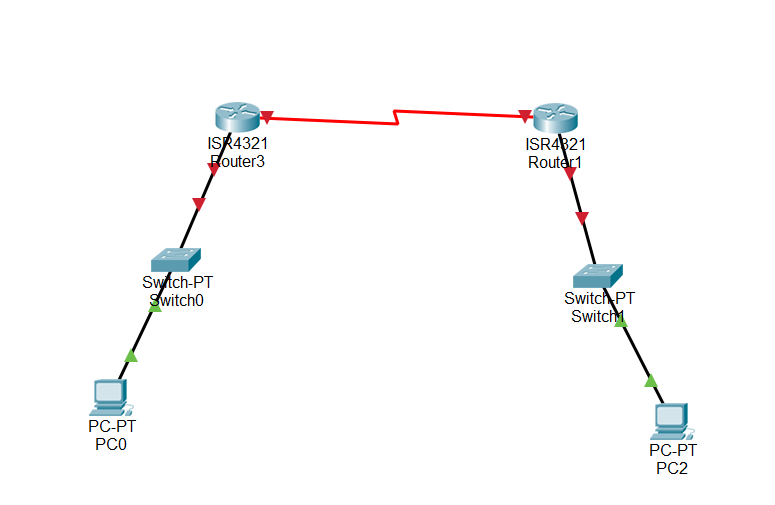 ISR4321
Router3
ISR4321
Router1
Switch-PT
Switch0
Switch-PT
Switch1
PC-PT
PC0
PC-PT
PC2